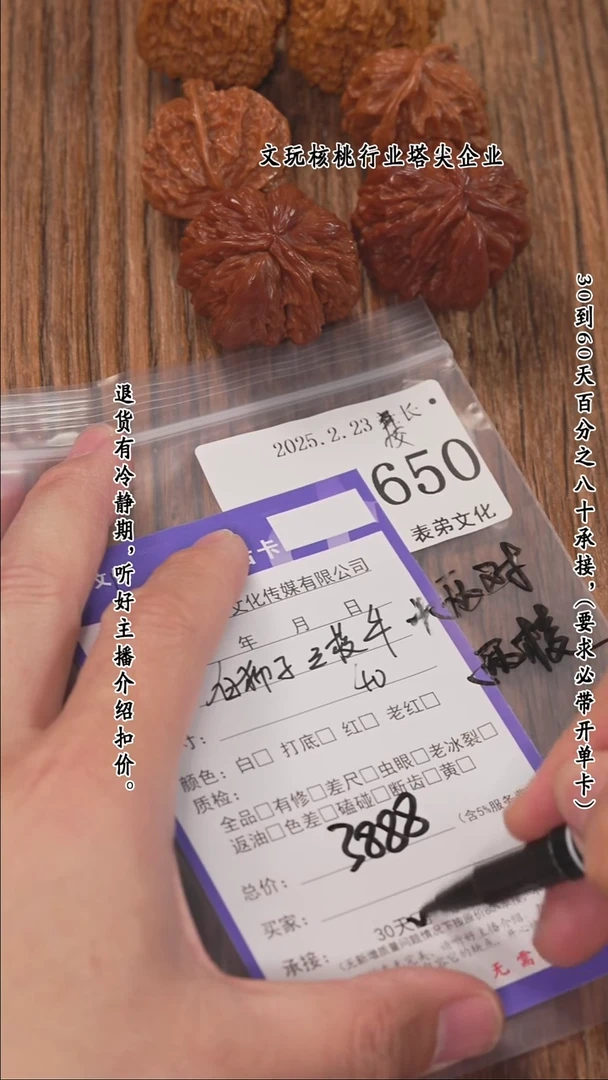 文玩核桃行业塔尖企业
30到60天百分之八十承接，（要求必带开单卡）
退货有冷静期，听好主播介绍扣价。
2025.2.23
650
表弟文化
卡
文化传媒有限公司
年 月 日
白狮子
40
寸：
颜色：白□ 打底□ 红□ 老红□
质检：
全品□有修□差尺□虫眼□老冰裂□
返油□色差□磕碰□断齿□黄□
总价： 3888 （含5%服务
买家：
承接： 30天
无需